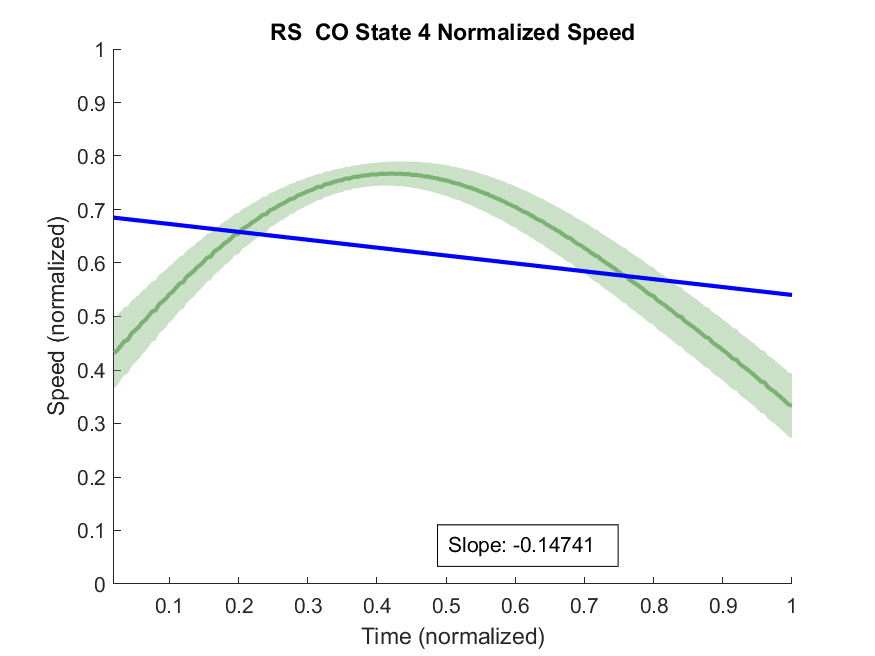 RS  CO State 4 Normalized Speed
1
0.9
0.8
0.7
0.6
0.5
0.4
0.3
0.2
0.1
0
Speed (normalized)
Slope: -0.14741
0.1 0.2 0.3 0.4 0.5 0.6 0.7 0.8 0.9 1
Time (normalized)